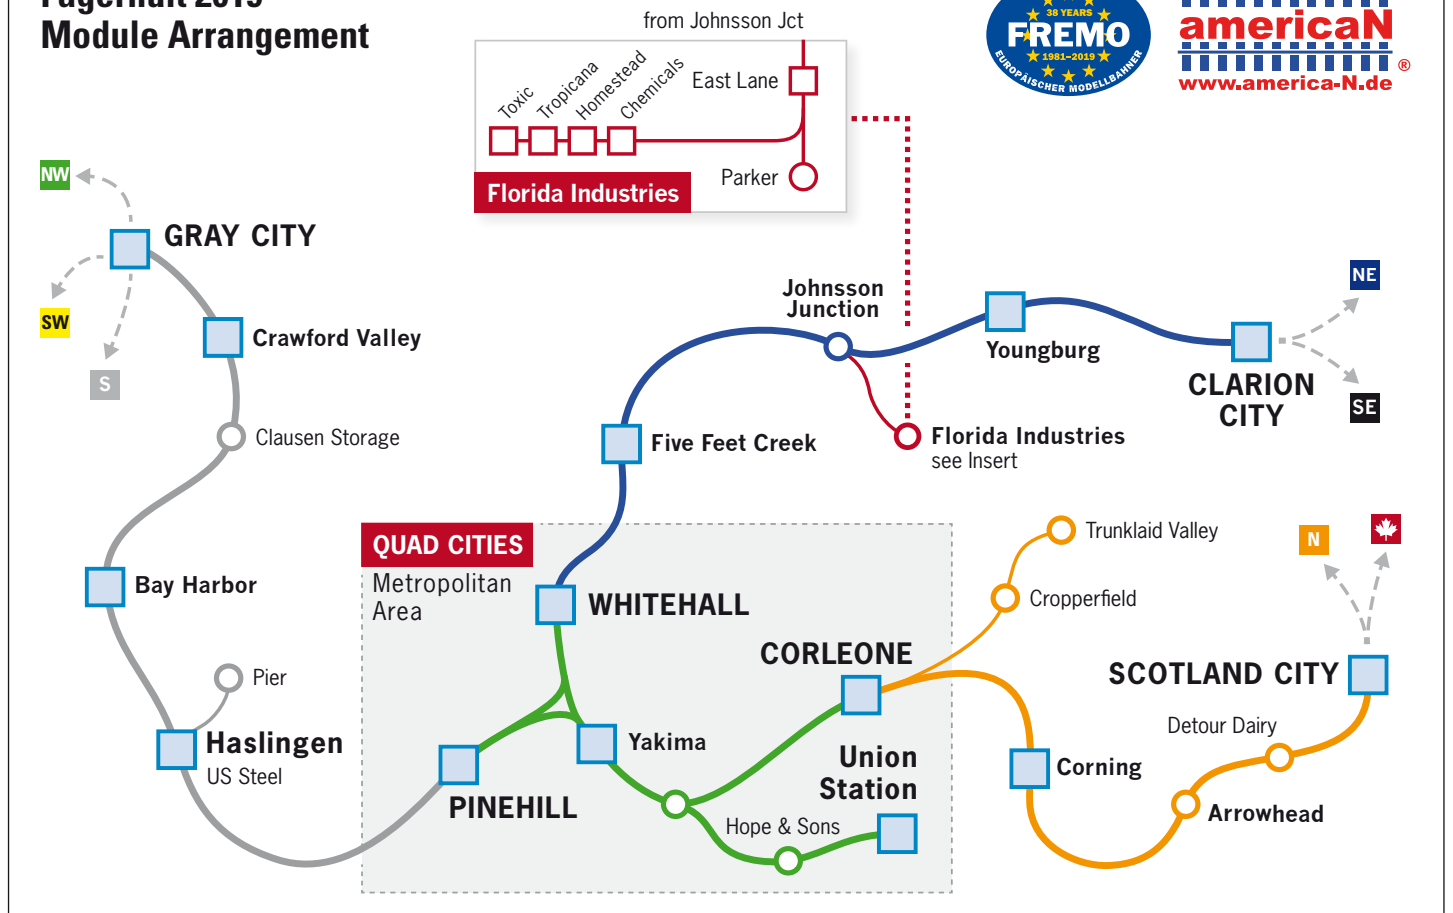 Fagerhult 2019
Module Arrangement
from Johnsson Jct
Toxic
Tropicana
Homestead
Chemicals
East Lane
Parker
Florida Industries
38 YEARS
FREMO
1981–2019
EUROPÄISCHER MODELLBAHNER
americaN
®
www.america-N.de
NW
GRAY CITY
SW
S
Crawford Valley
Clausen Storage
Bay Harbor
Pier
Haslingen
US Steel
Johnsson
Junction
Youngburg
NE
CLARION
CITY
SE
Five Feet Creek
Florida Industries
see Insert
QUAD CITIES
Metropolitan
Area
WHITEHALL
CORLEONE
Yakima
PINEHILL
Union
Station
Hope & Sons
Trunklaid Valley
Cropperfield
N
SCOTLAND CITY
Detour Dairy
Corning
Arrowhead